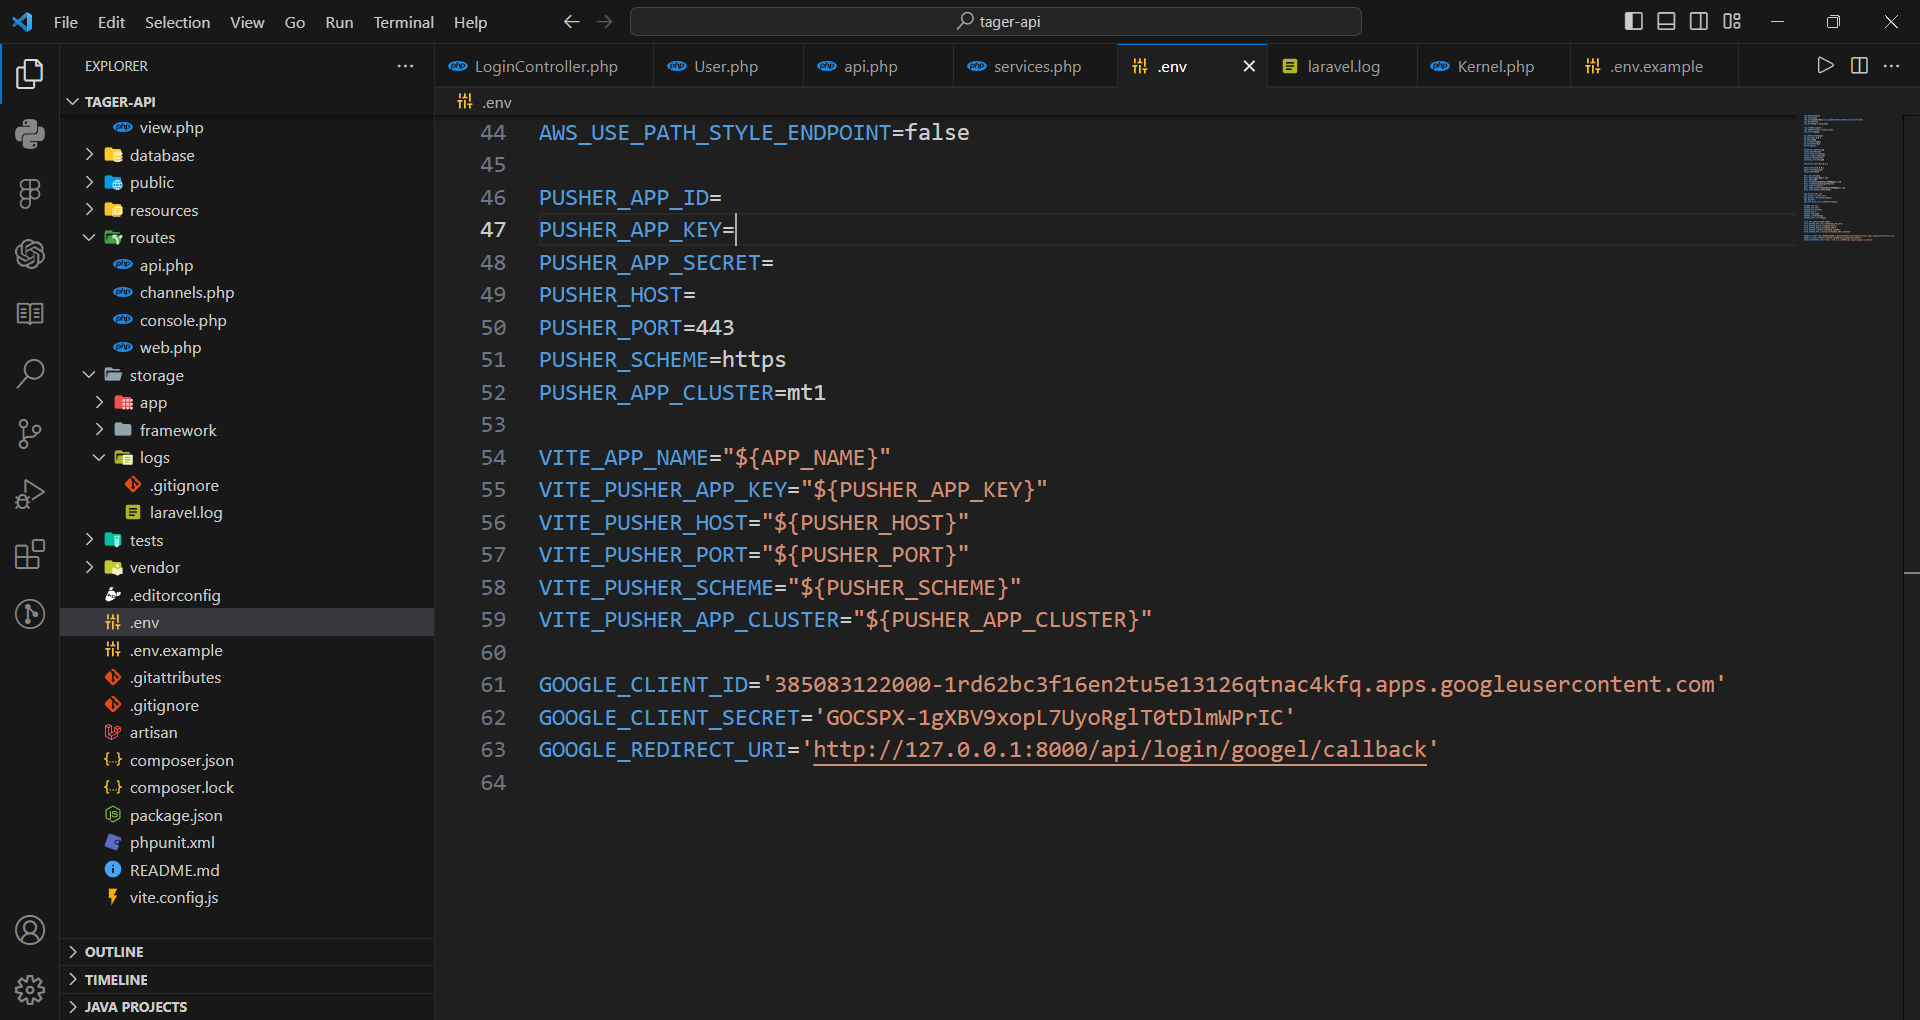 File Edit Selection View Go Run Terminal Help
tager-api
EXPLORER
TAGER-API
view.php
database
public
resources
routes
api.php
channels.php
console.php
web.php
storage
app
framework
logs
.gitignore
laravel.log
tests
vendor
.editorconfig
.env
.env.example
.gitattributes
.gitignore
artisan
composer.json
composer.lock
package.json
phpunit.xml
README.md
vite.config.js
OUTLINE
TIMELINE
JAVA PROJECTS
LoginController.php User.php api.php services.php .env laravel.log Kernel.php .env.example
.env
44 AWS_USE_PATH_STYLE_ENDPOINT=false
45
46 PUSHER_APP_ID=
47 PUSHER_APP_KEY=
48 PUSHER_APP_SECRET=
49 PUSHER_HOST=
50 PUSHER_PORT=443
51 PUSHER_SCHEME=https
52 PUSHER_APP_CLUSTER=mt1
53
54 VITE_APP_NAME="${APP_NAME}"
55 VITE_PUSHER_APP_KEY="${PUSHER_APP_KEY}"
56 VITE_PUSHER_HOST="${PUSHER_HOST}"
57 VITE_PUSHER_PORT="${PUSHER_PORT}"
58 VITE_PUSHER_SCHEME="${PUSHER_SCHEME}"
59 VITE_PUSHER_APP_CLUSTER="${PUSHER_APP_CLUSTER}"
60
61 GOOGLE_CLIENT_ID='385083122000-1rd62bc3f16en2tu5e13126qtnac4kfq.apps.googleusercontent.com'
62 GOOGLE_CLIENT_SECRET='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'
63 GOOGLE_REDIRECT_URI='http://127.0.0.1:8000/api/login/googel/callback'
64